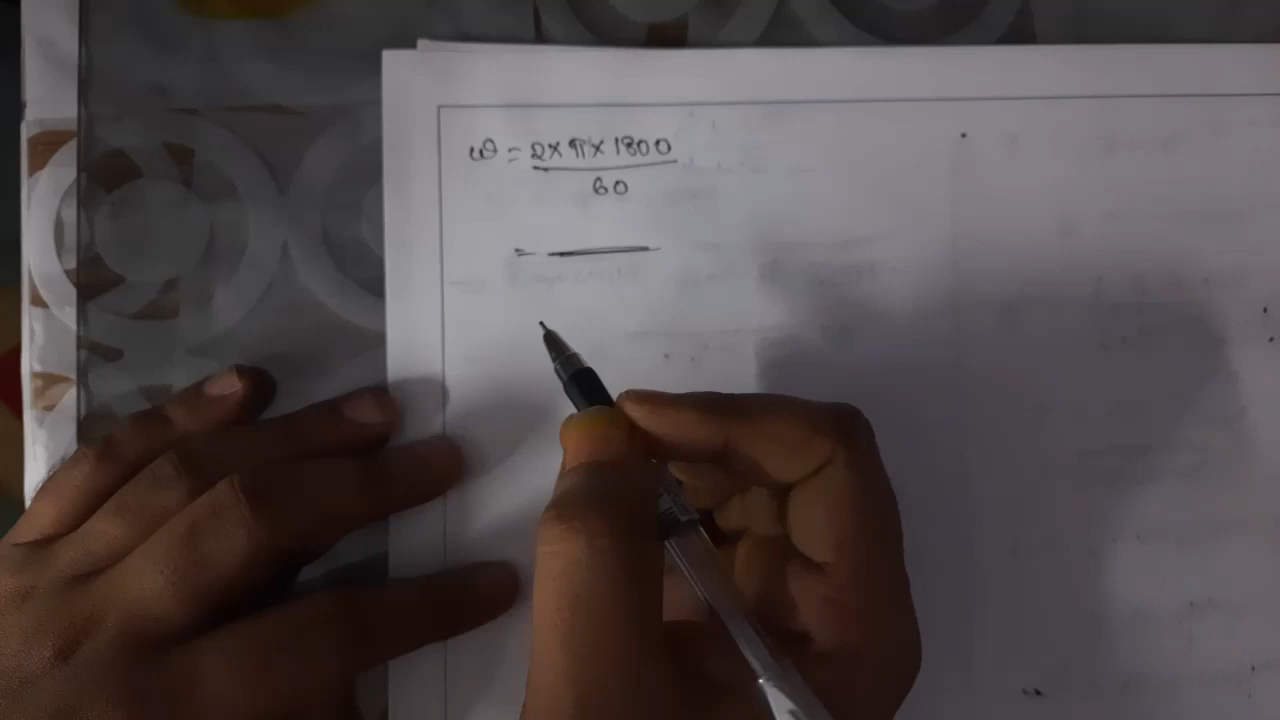 ω = 2×π×1800
60
=